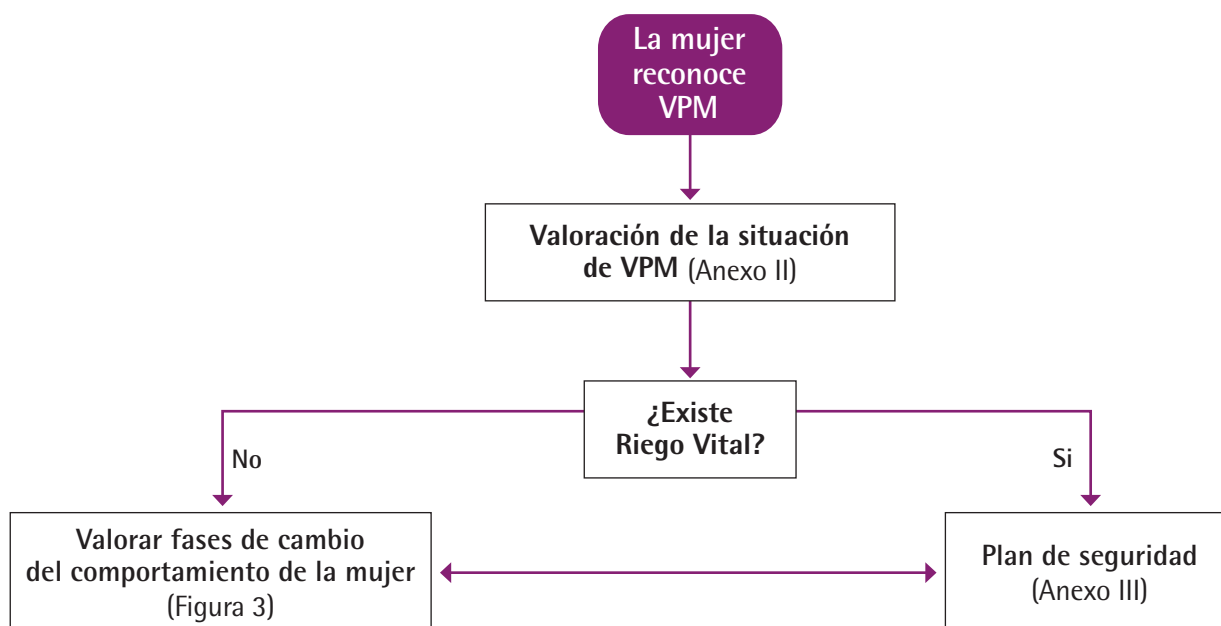 La mujer
reconoce
VPM
Valoración de la situación
de VPM (Anexo II)
¿Existe
Riego Vital?
No
Si
Valorar fases de cambio
del comportamiento de la mujer
(Figura 3)
Plan de seguridad
(Anexo III)